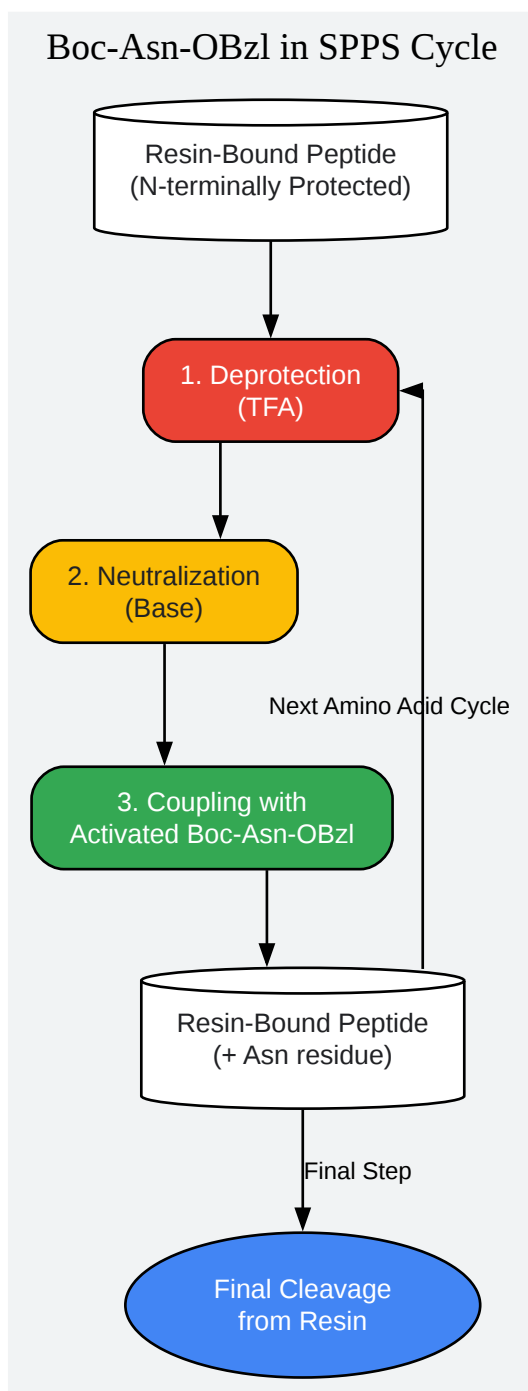 Boc-Asn-OBzl in SPPS Cycle
Resin-Bound Peptide
(N-terminally Protected)
1. Deprotection
(TFA)
2. Neutralization
(Base)
Next Amino Acid Cycle
3. Coupling with
Activated Boc-Asn-OBzl
Resin-Bound Peptide
(+ Asn residue)
Final Step
Final Cleavage
from Resin